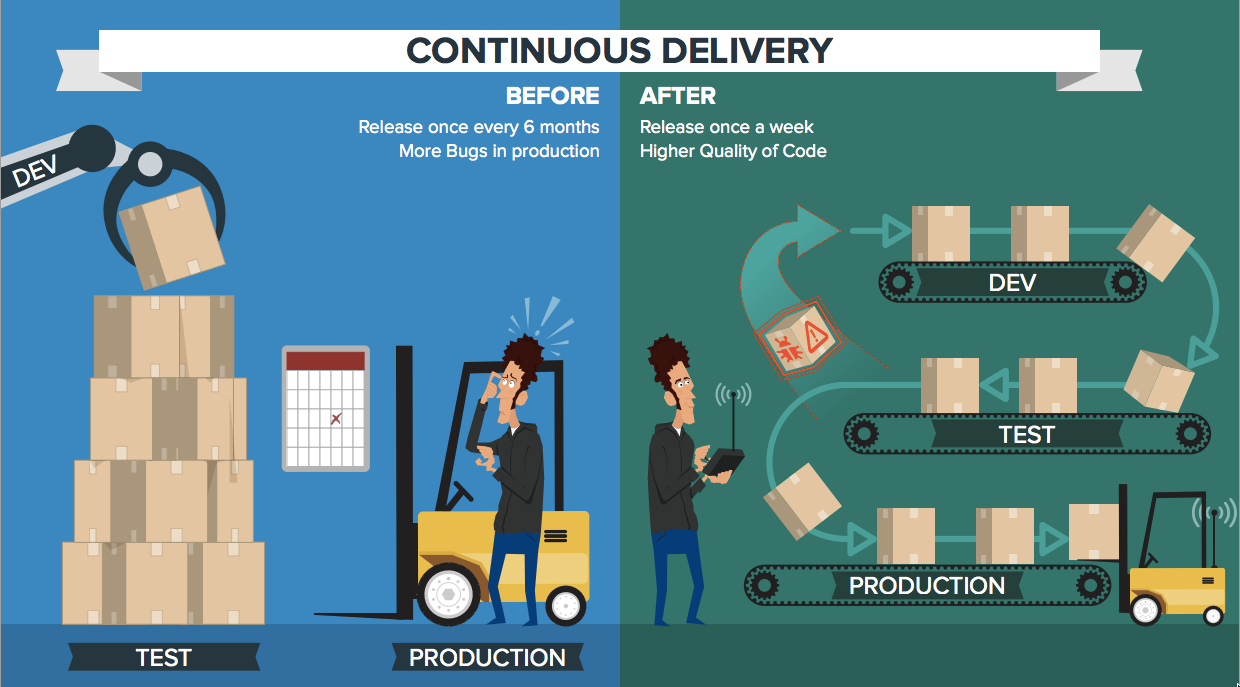 CONTINUOUS DELIVERY
BEFORE
Release once every 6 months
More Bugs in production
DEV
TEST
PRODUCTION
AFTER
Release once a week
Higher Quality of Code
DEV
TEST
PRODUCTION